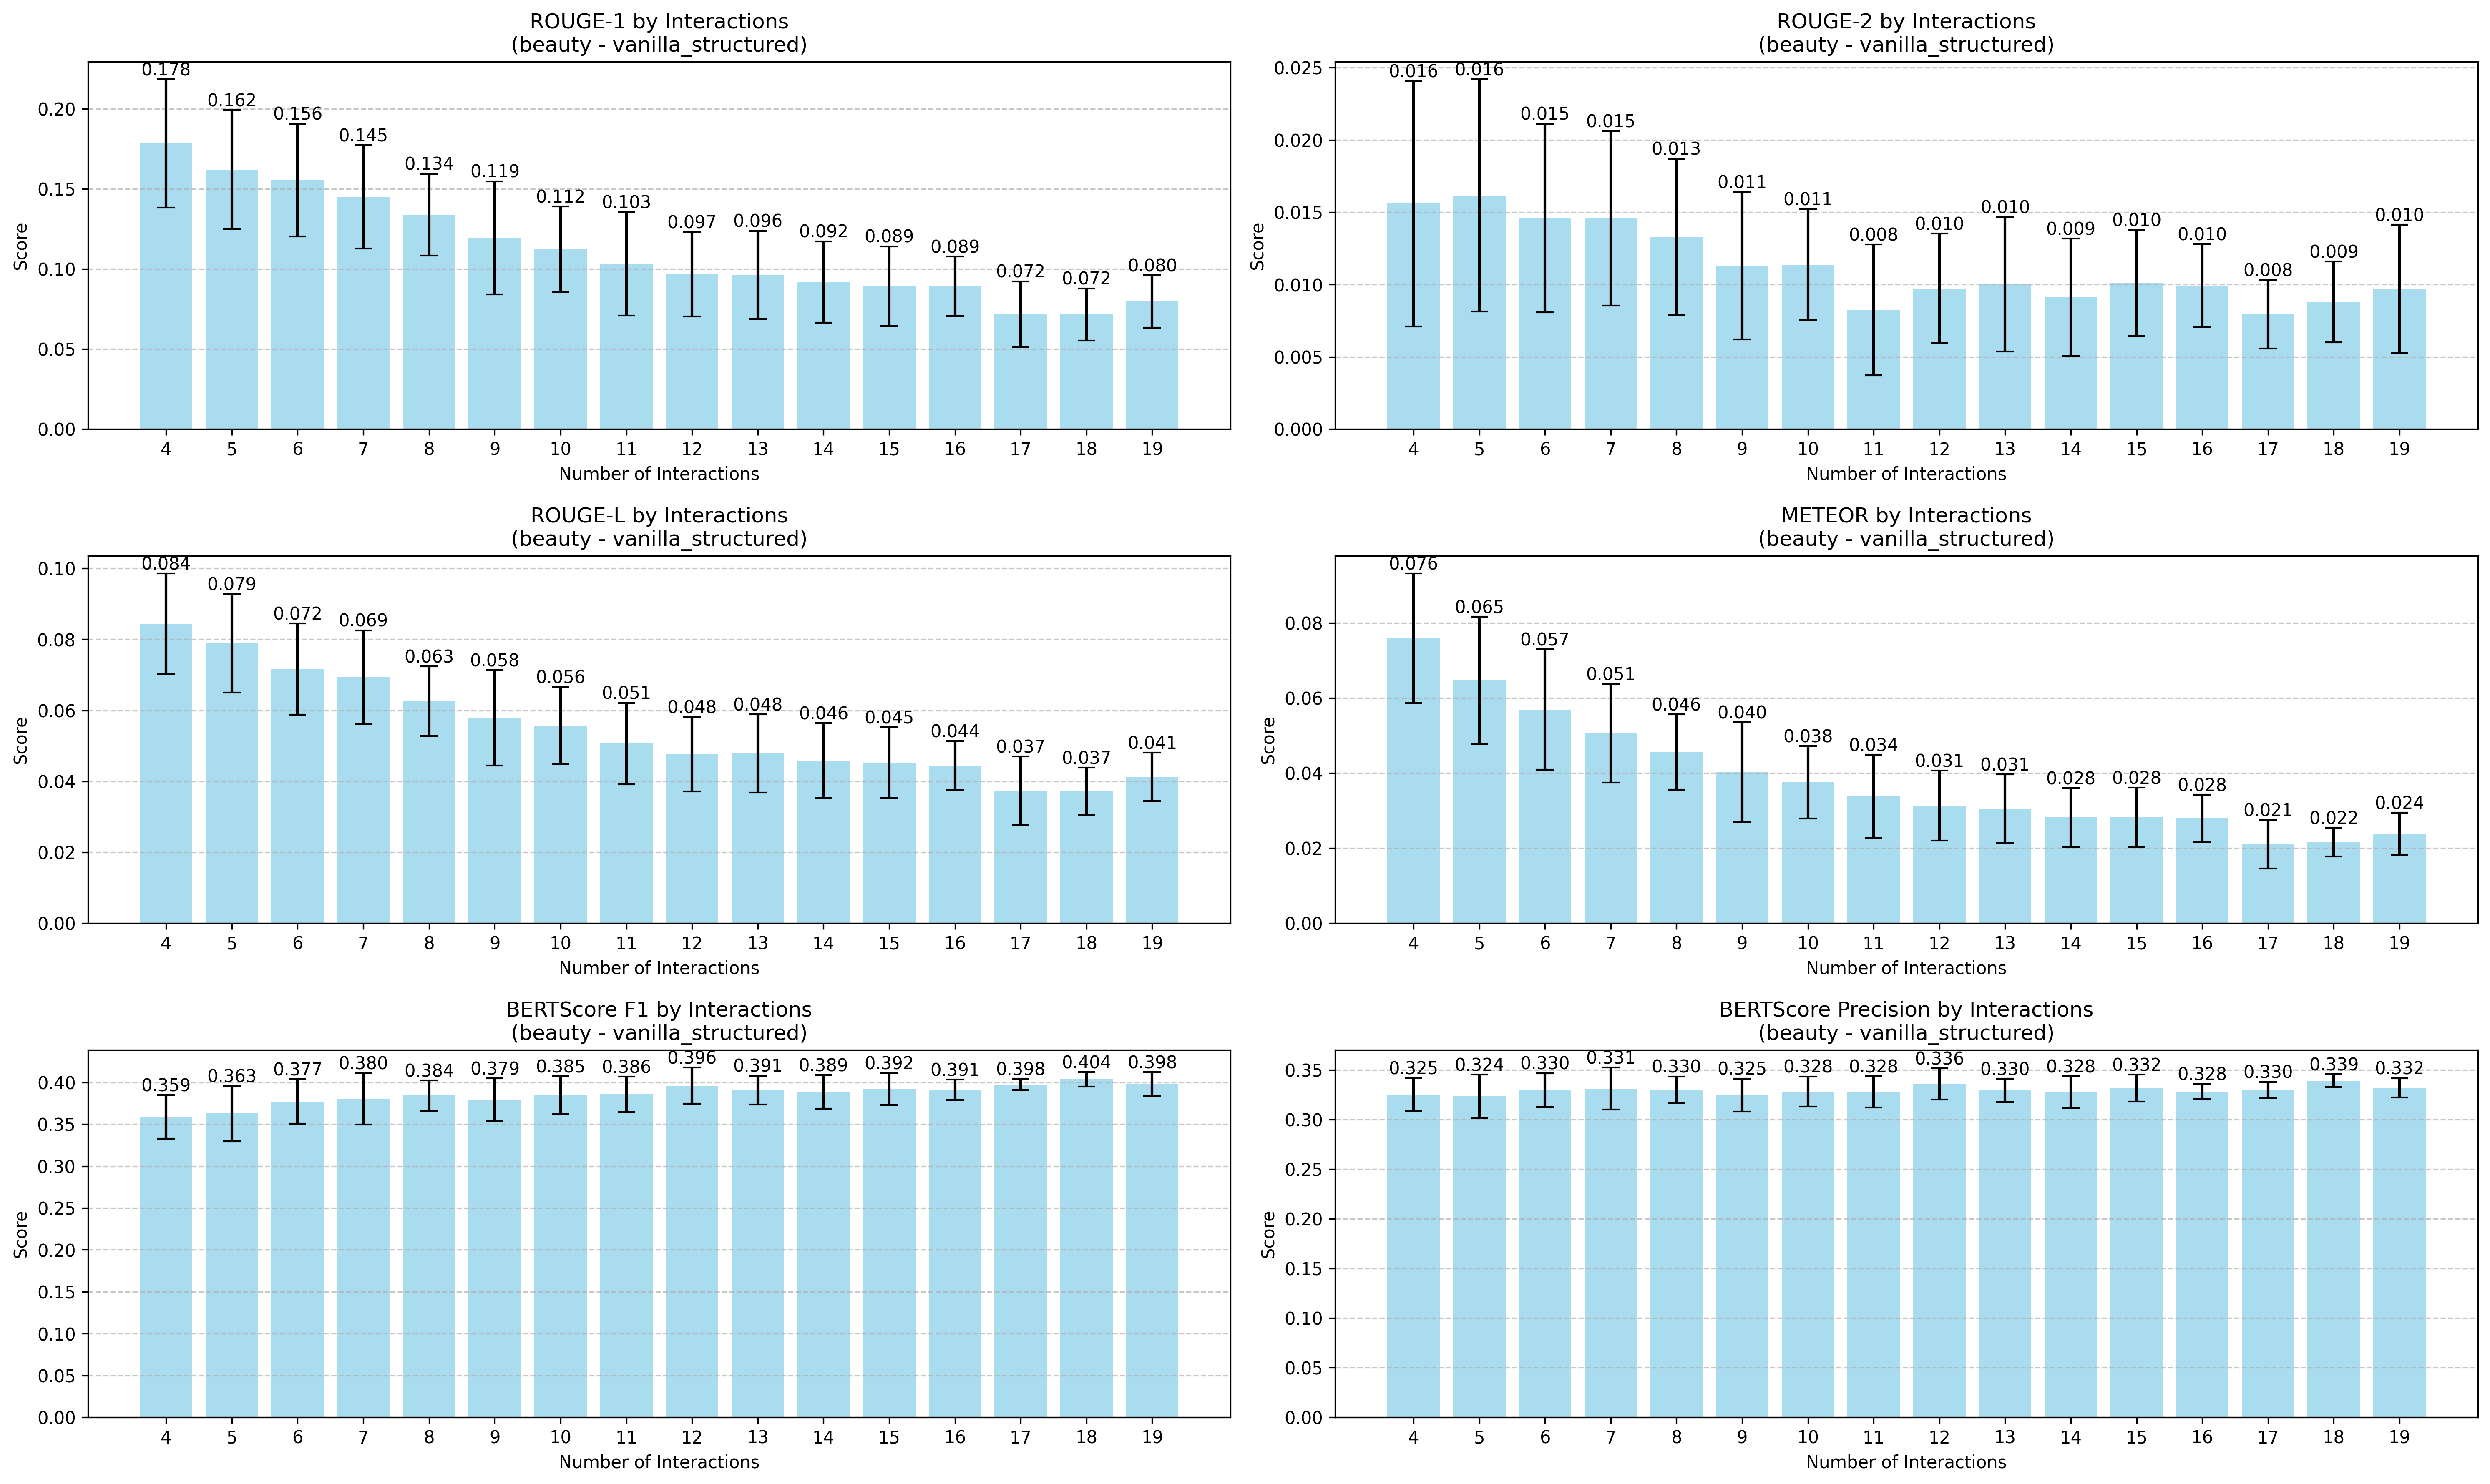 ROUGE-1 by Interactions
(beauty - vanilla_structured)
0.178 0.162 0.156 0.145 0.134 0.119 0.112 0.103 0.097 0.096 0.092 0.089 0.089 0.072 0.072 0.080
0.20
0.15
0.10
0.05
0.00
Score
4 5 6 7 8 9 10 11 12 13 14 15 16 17 18 19
Number of Interactions
ROUGE-2 by Interactions
(beauty - vanilla_structured)
0.016 0.016 0.015 0.015 0.013 0.011 0.011 0.008 0.010 0.010 0.009 0.010 0.010 0.008 0.009 0.010
0.025
0.020
0.015
0.010
0.005
0.000
Score
4 5 6 7 8 9 10 11 12 13 14 15 16 17 18 19
Number of Interactions
ROUGE-L by Interactions
(beauty - vanilla_structured)
0.084 0.079 0.072 0.069 0.063 0.058 0.056 0.051 0.048 0.048 0.046 0.045 0.044 0.037 0.037 0.041
0.10
0.08
0.06
0.04
0.02
0.00
Score
4 5 6 7 8 9 10 11 12 13 14 15 16 17 18 19
Number of Interactions
METEOR by Interactions
(beauty - vanilla_structured)
0.076 0.065 0.057 0.051 0.046 0.040 0.038 0.034 0.031 0.031 0.028 0.028 0.028 0.021 0.022 0.024
0.08
0.06
0.04
0.02
0.00
Score
4 5 6 7 8 9 10 11 12 13 14 15 16 17 18 19
Number of Interactions
BERTScore F1 by Interactions
(beauty - vanilla_structured)
0.359 0.363 0.377 0.380 0.384 0.379 0.385 0.386 0.396 0.391 0.389 0.392 0.391 0.398 0.404 0.398
0.40
0.35
0.30
0.25
0.20
0.15
0.10
0.05
0.00
Score
4 5 6 7 8 9 10 11 12 13 14 15 16 17 18 19
Number of Interactions
BERTScore Precision by Interactions
(beauty - vanilla_structured)
0.325 0.324 0.330 0.331 0.330 0.325 0.328 0.328 0.336 0.330 0.328 0.332 0.328 0.330 0.339 0.332
0.35
0.30
0.25
0.20
0.15
0.10
0.05
0.00
Score
4 5 6 7 8 9 10 11 12 13 14 15 16 17 18 19
Number of Interactions